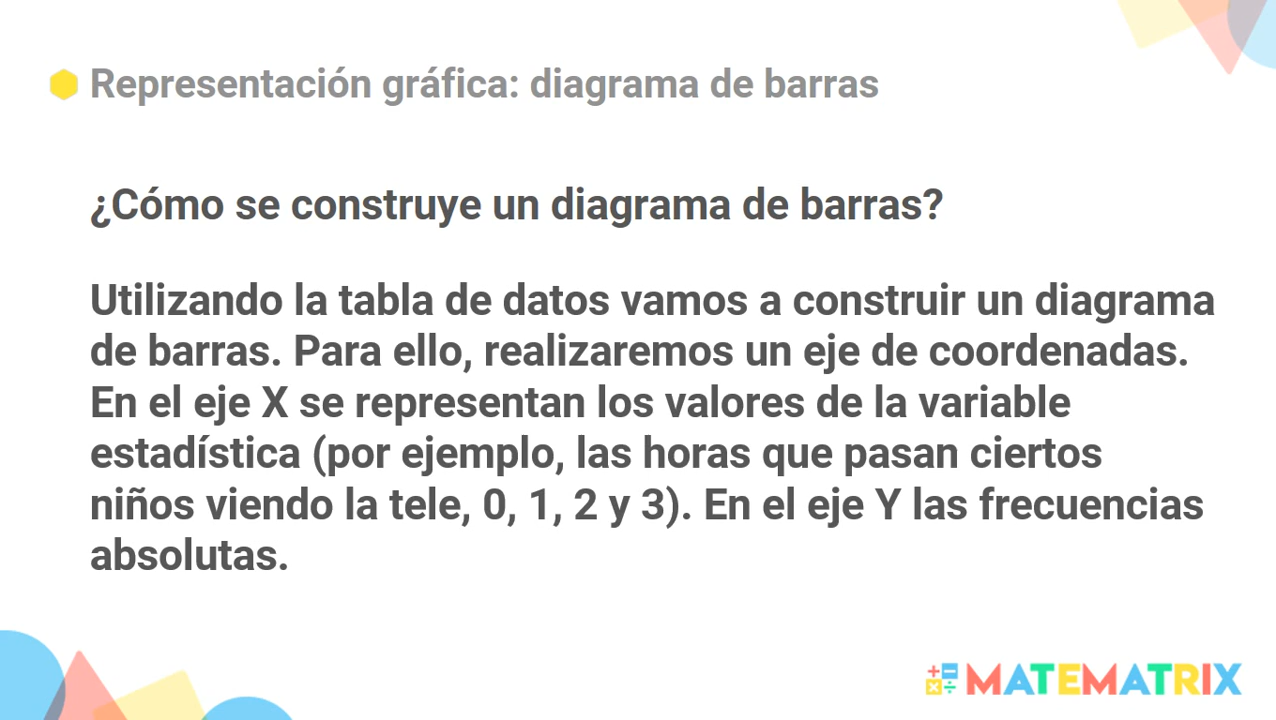 Representación gráfica: diagrama de barras
¿Cómo se construye un diagrama de barras?
Utilizando la tabla de datos vamos a construir un diagrama
de barras. Para ello, realizaremos un eje de coordenadas.
En el eje X se representan los valores de la variable
estadística (por ejemplo, las horas que pasan ciertos
niños viendo la tele, 0, 1, 2 y 3). En el eje Y las frecuencias
absolutas.
MATEMATRIX